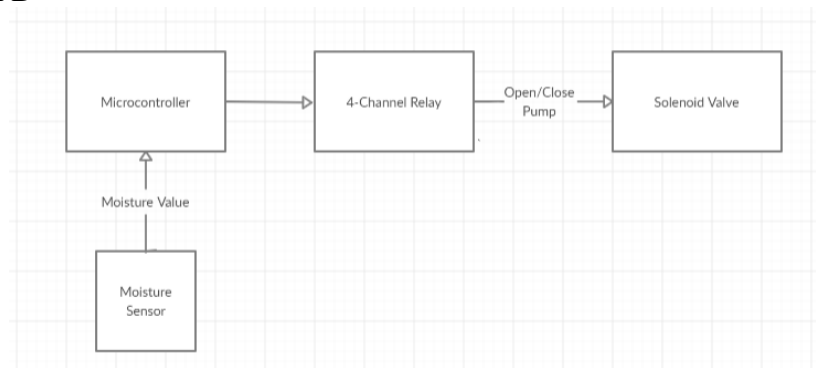 Microcontroller
4-Channel Relay
Open/Close
Pump
Solenoid Valve
Moisture Value
Moisture
Sensor